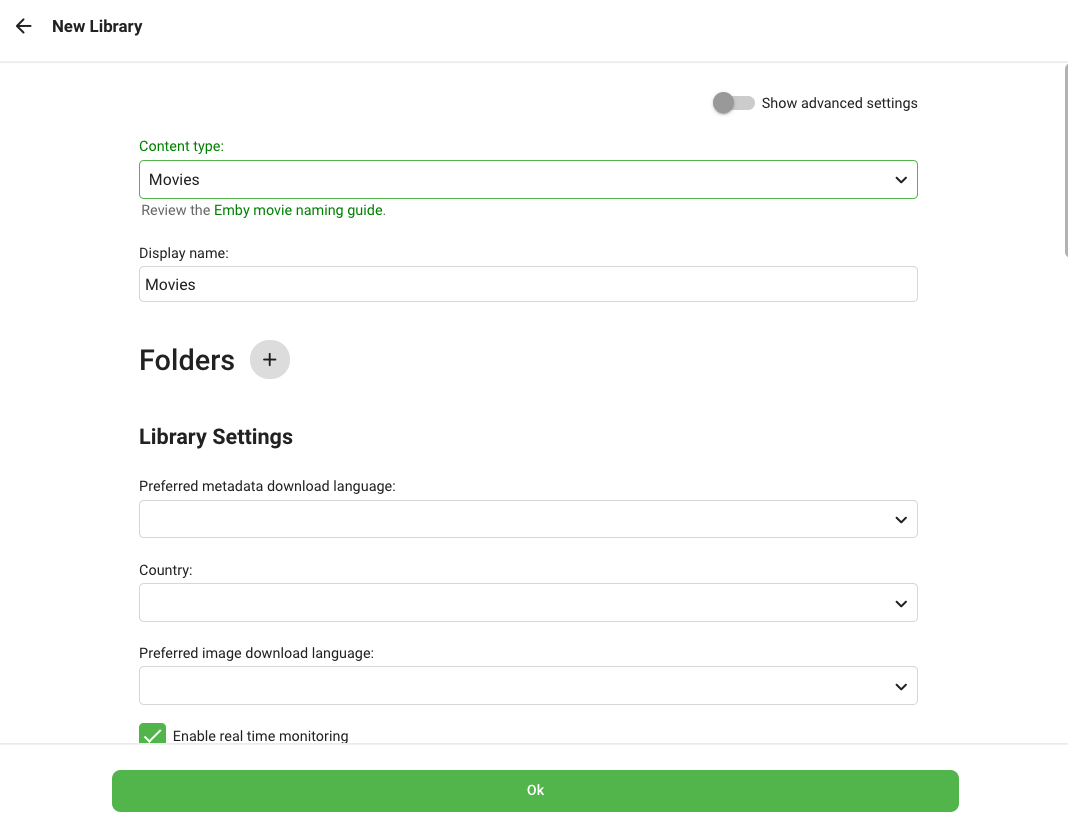 New Library
Show advanced settings
Content type:
Movies
Review the Emby movie naming guide.
Display name:
Movies
Folders +
Library Settings
Preferred metadata download language:
Country:
Preferred image download language:
Enable real time monitoring
Ok